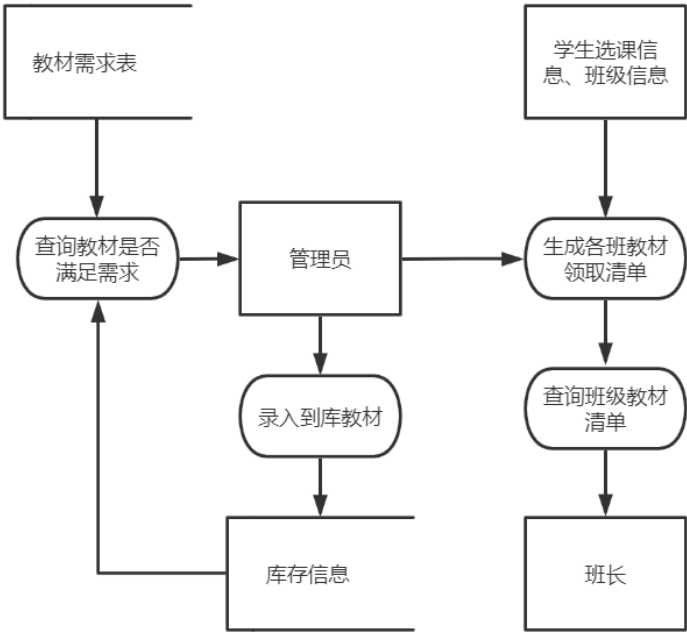 教材需求表
学生选课信
息、班级信息
查询教材是否
满足需求
管理员
生成各班教材
领取清单
录入到库教材
查询班级教材
清单
库存信息
班长